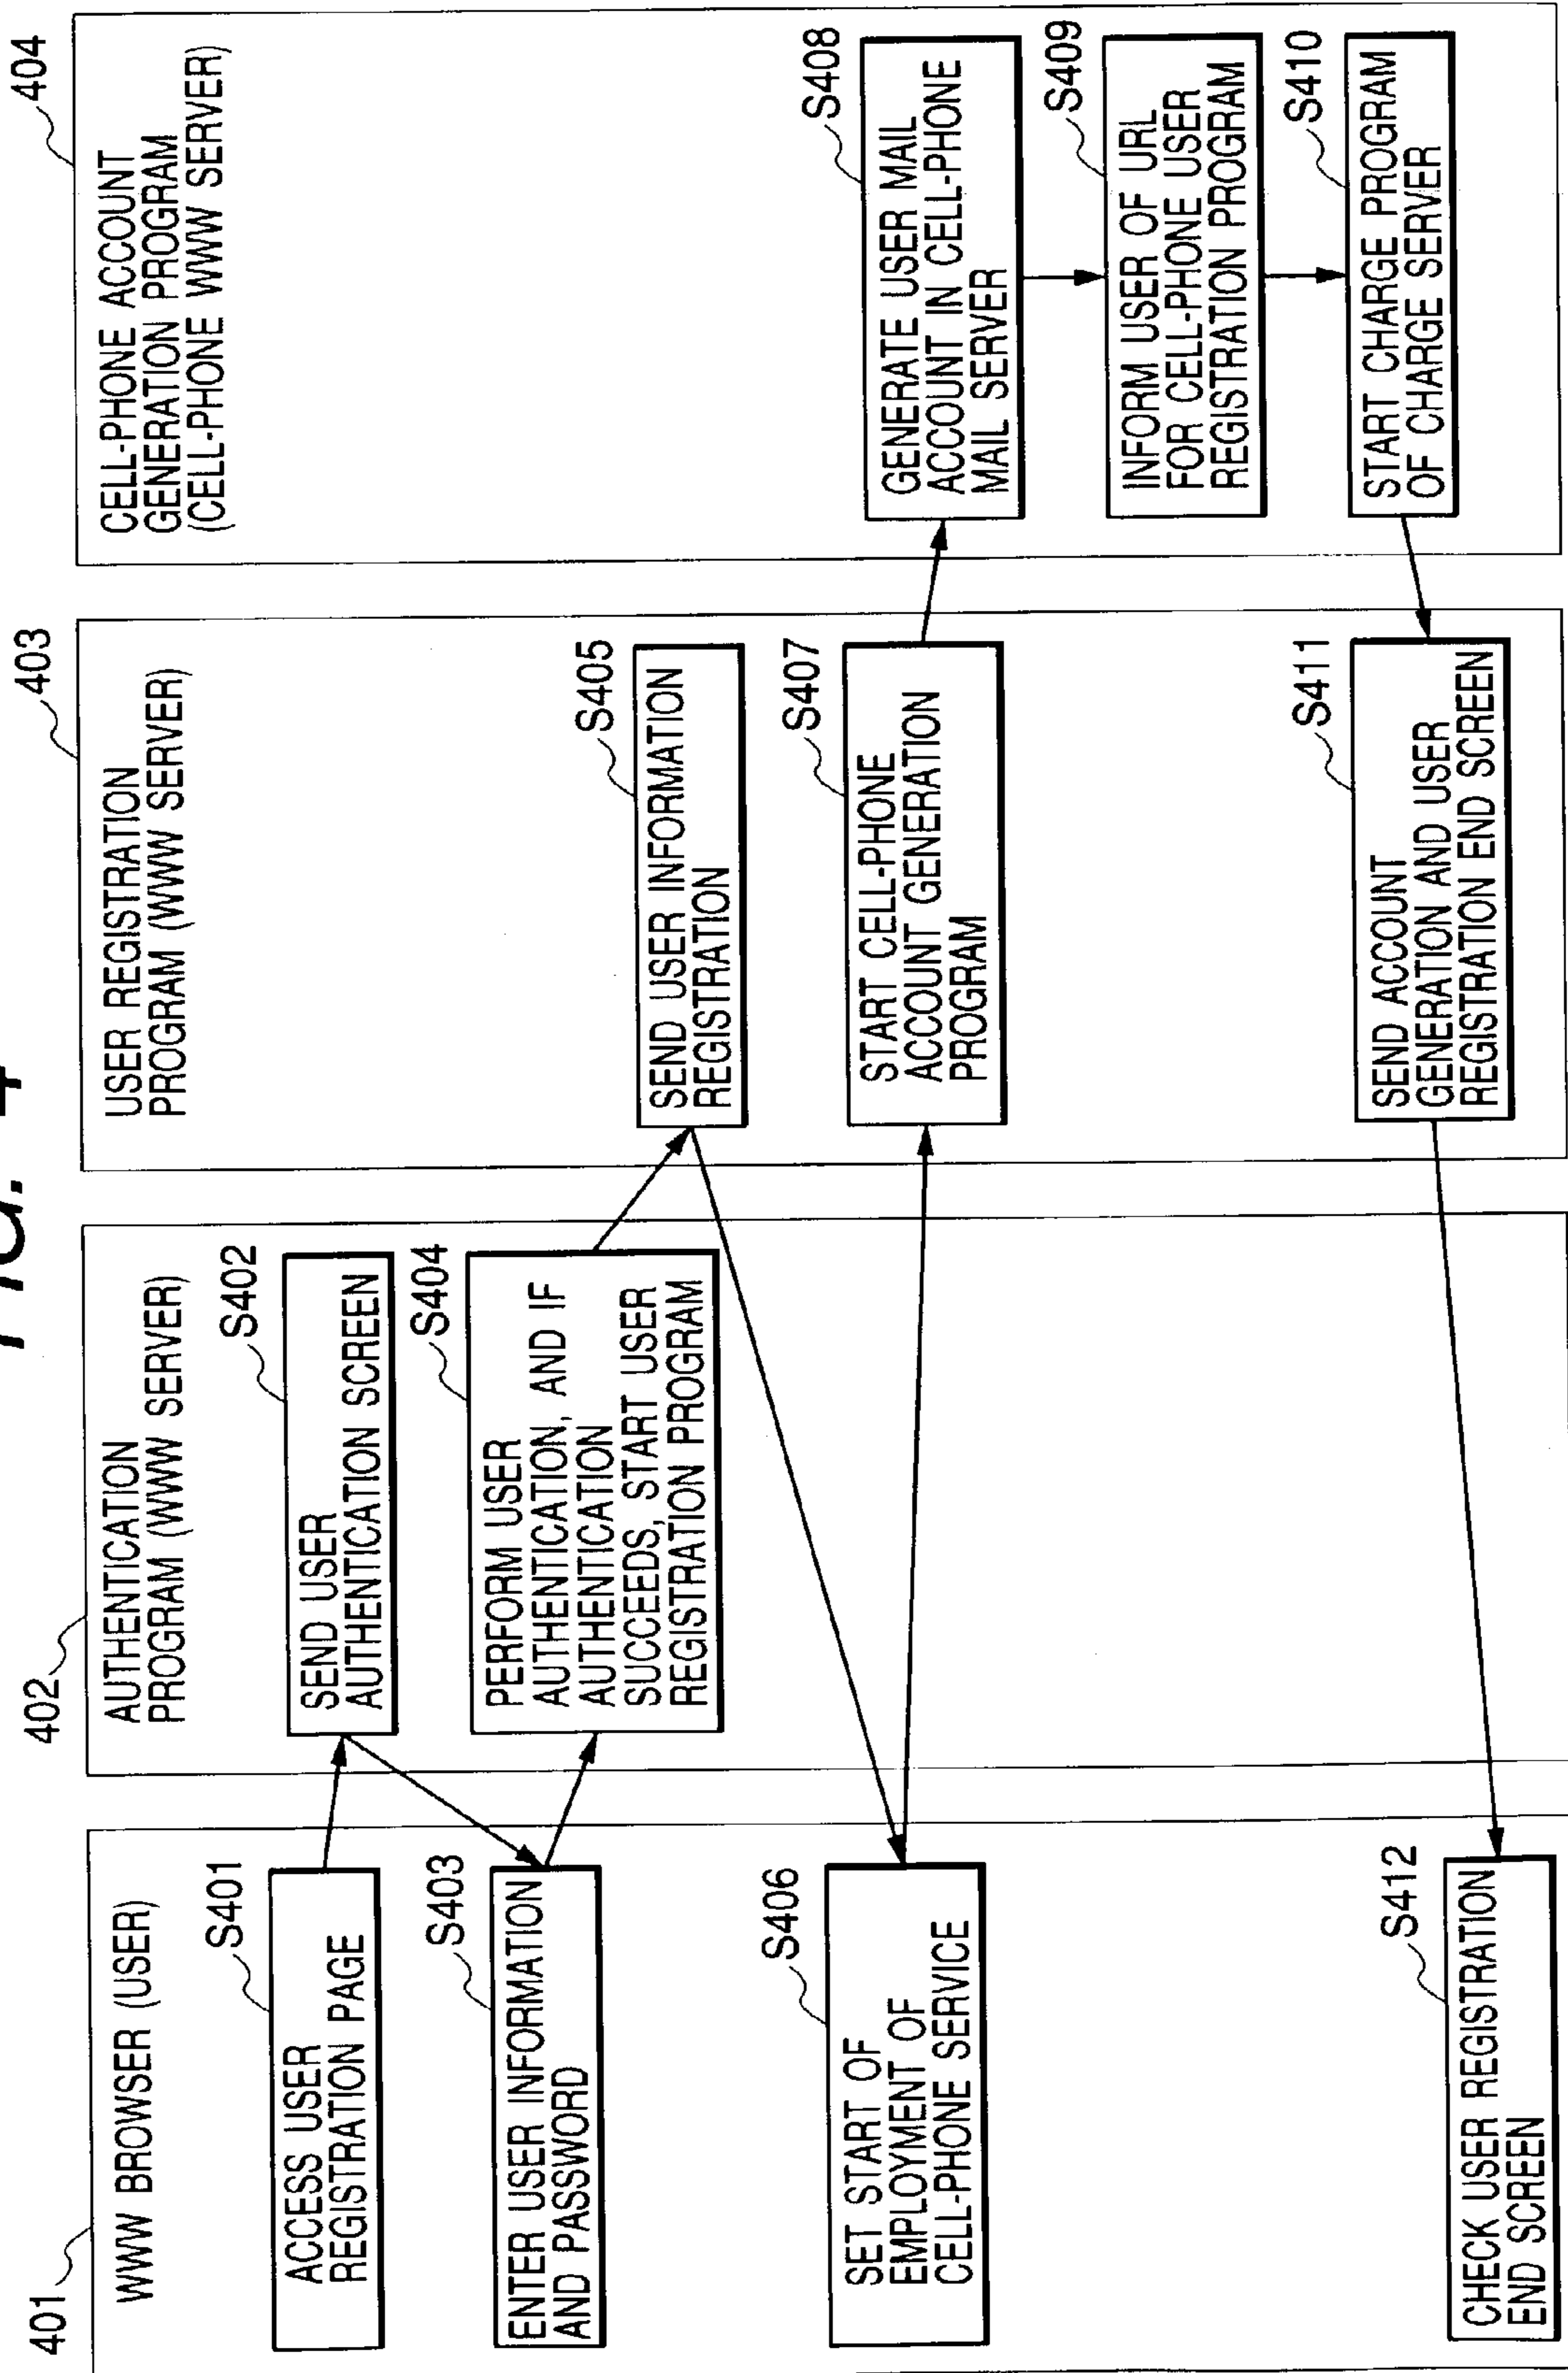 FIG. 4
401
WWW BROWSER (USER)
S401
ACCESS USER
REGISTRATION PAGE
S403
ENTER USER INFORMATION
AND PASSWORD
S406
SET START OF
EMPLOYMENT OF
CELL-PHONE SERVICE
S412
CHECK USER REGISTRATION
END SCREEN
402
AUTHENTICATION
PROGRAM (WWW SERVER)
S402
SEND USER
AUTHENTICATION SCREEN
S404
PERFORM USER
AUTHENTICATION, AND IF
AUTHENTICATION
SUCCEEDS, START USER
REGISTRATION PROGRAM
403
USER REGISTRATION
PROGRAM (WWW SERVER)
S405
SEND USER INFORMATION
REGISTRATION
S407
START CELL-PHONE
ACCOUNT GENERATION
PROGRAM
S411
SEND ACCOUNT
GENERATION AND USER
REGISTRATION END SCREEN
404
CELL-PHONE ACCOUNT
GENERATION PROGRAM
(CELL-PHONE WWW SERVER)
S408
GENERATE USER MAIL
ACCOUNT IN CELL-PHONE
MAIL SERVER
S409
INFORM USER OF URL
FOR CELL-PHONE USER
REGISTRATION PROGRAM
S410
START CHARGE PROGRAM
OF CHARGE SERVER